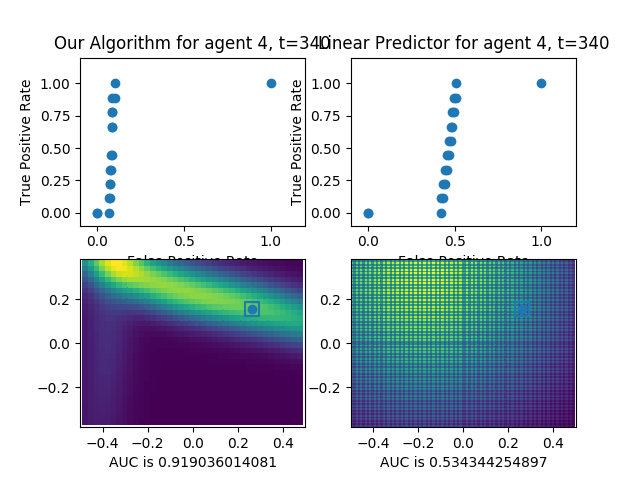 Our Algorithm for agent 4, t=340
Linear Predictor for agent 4, t=340
True Positive Rate
1.00
0.75
0.50
0.25
0.00
0.0 0.5 1.0
False Positive Rate
True Positive Rate
1.00
0.75
0.50
0.25
0.00
0.0 0.5 1.0
False Positive Rate
0.2
0.0
−0.2
−0.4 −0.2 0.0 0.2 0.4
AUC is 0.919036014081
0.2
0.0
−0.2
−0.4 −0.2 0.0 0.2 0.4
AUC is 0.534344254897